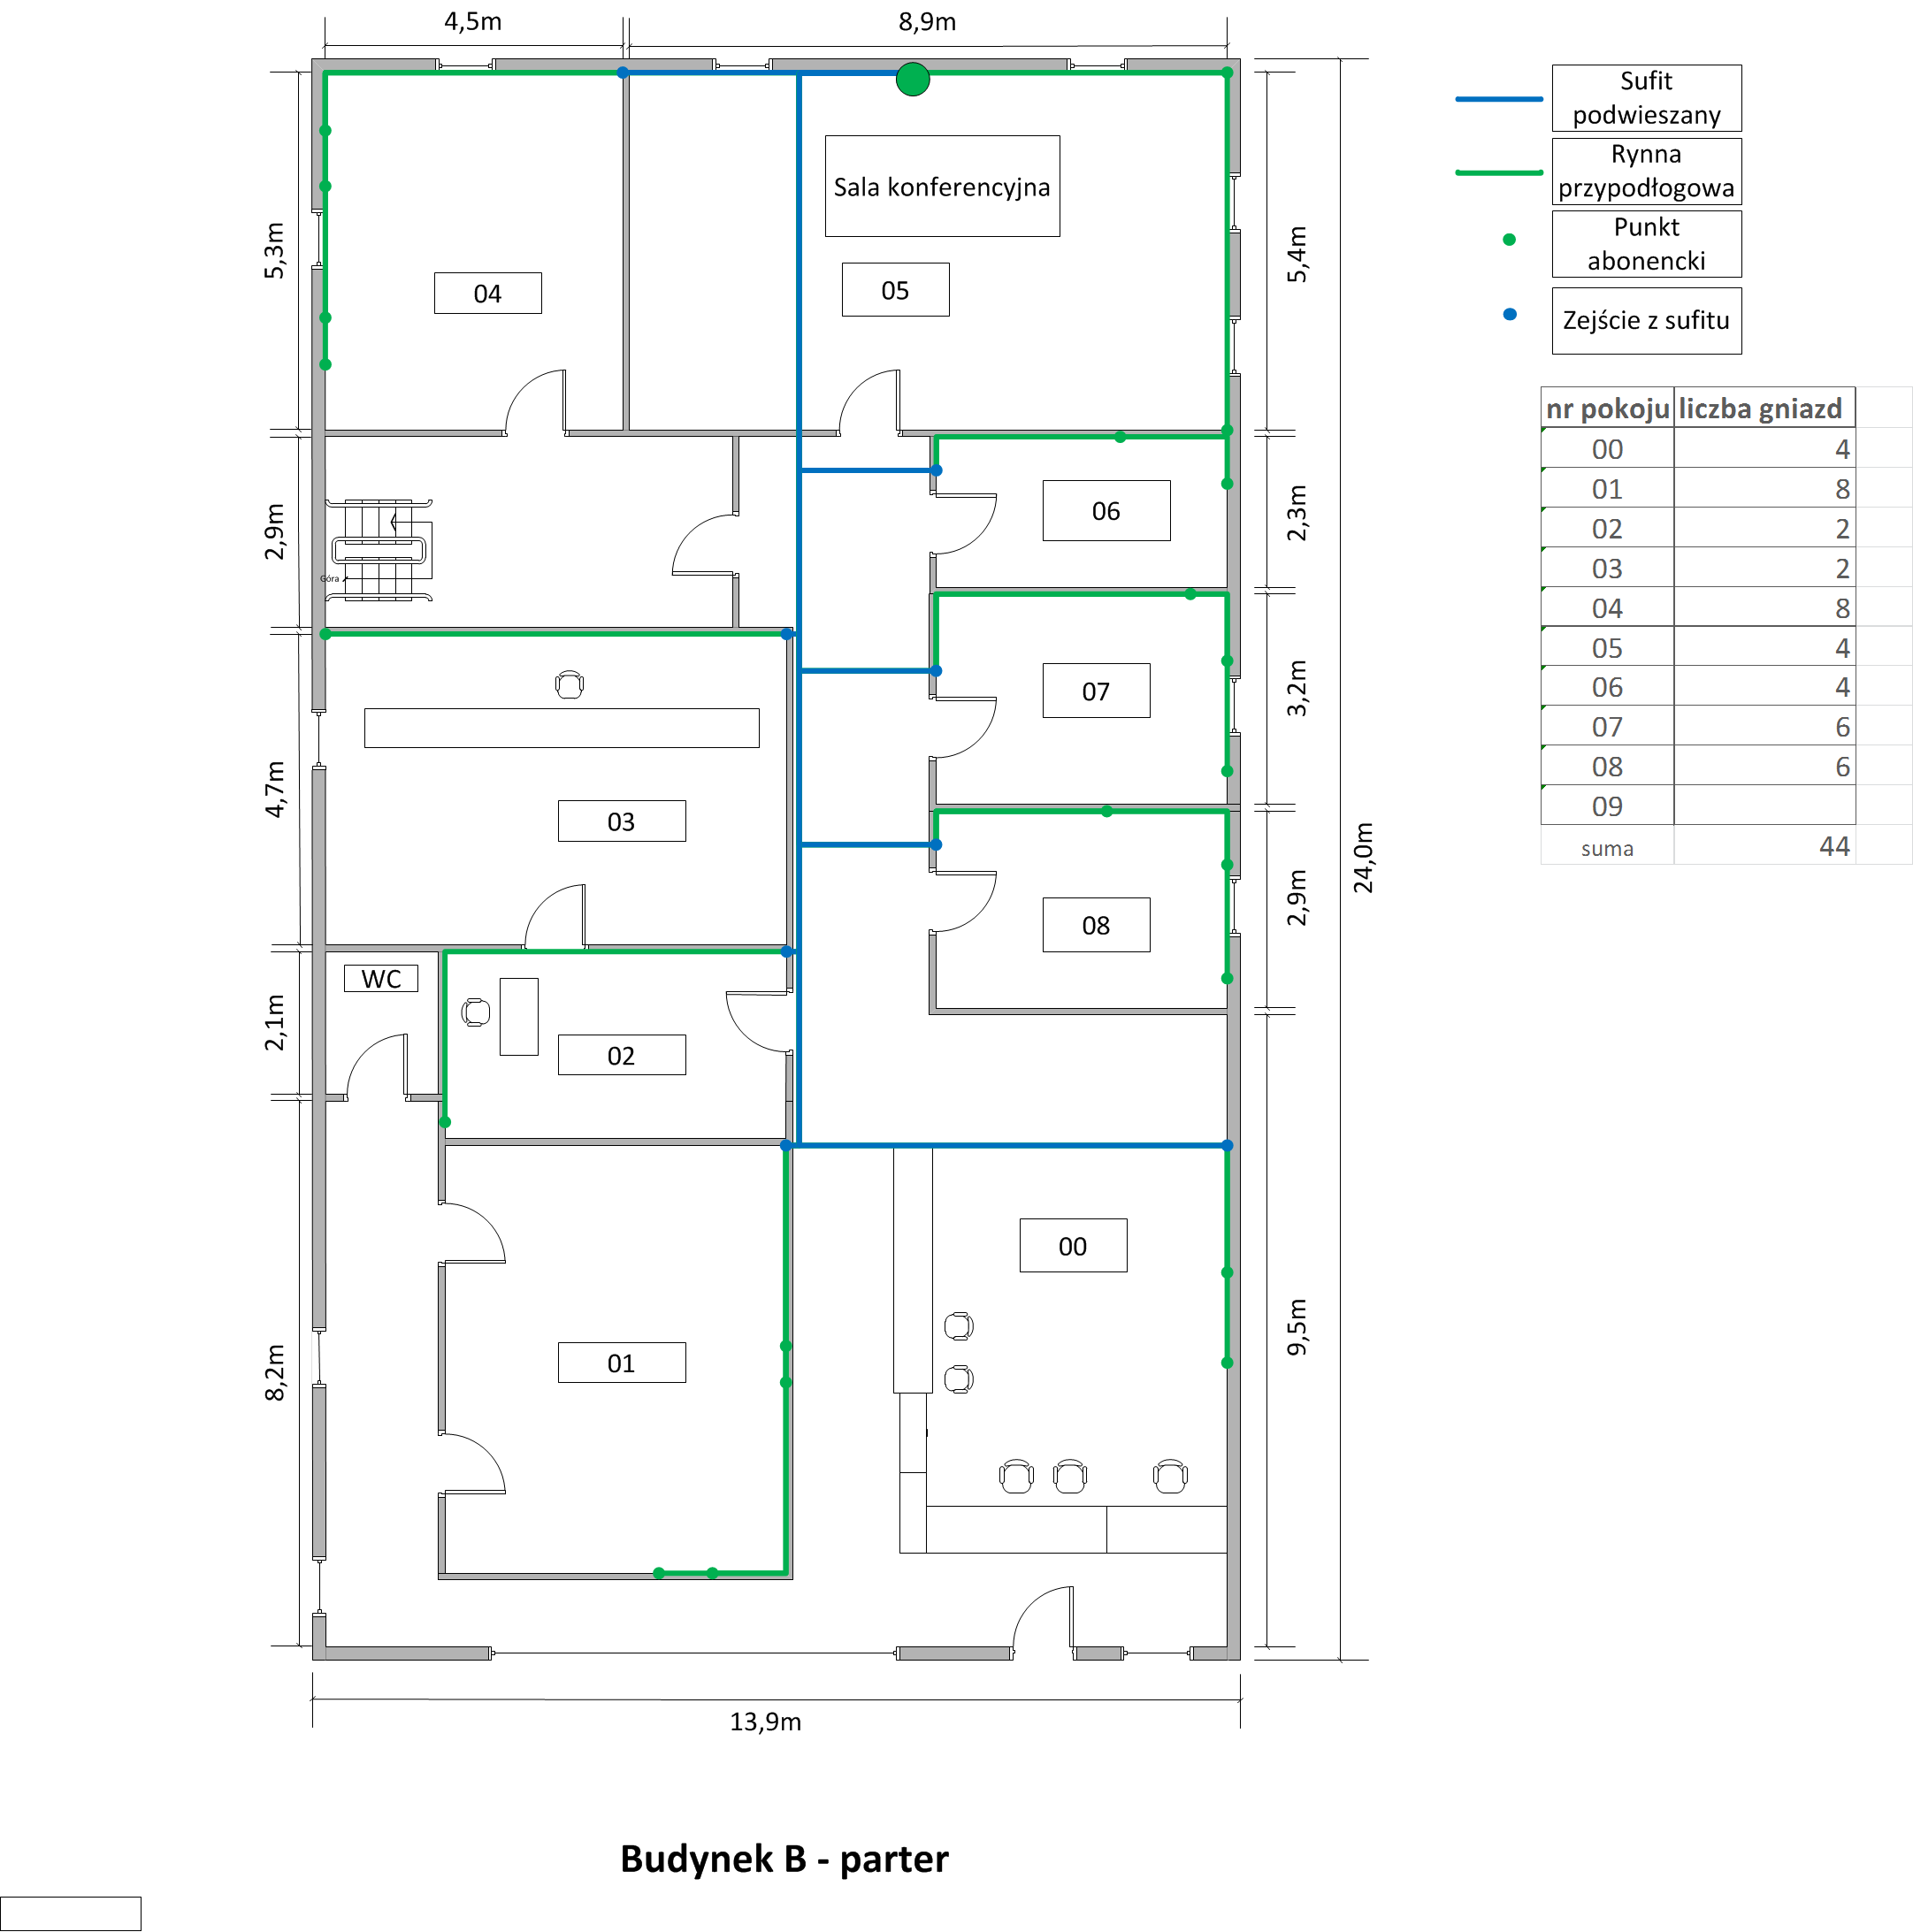 4,5m
8,9m
Sufit
podwieszany
Rynna
przypodłogowa
Punkt
abonencki
Zejście z sufitu
Sala konferencyjna
5,3m
5,4m
04
05
nr pokoju liczba gniazd
00 4
01 8
02 2
03 2
04 8
05 4
06 4
07 6
08 6
09
suma 44
2,9m
Góra
06
2,3m
07
3,2m
4,7m
03
24,0m
08
2,9m
WC
2,1m
02
00
9,5m
8,2m
01
13,9m
Budynek B - parter